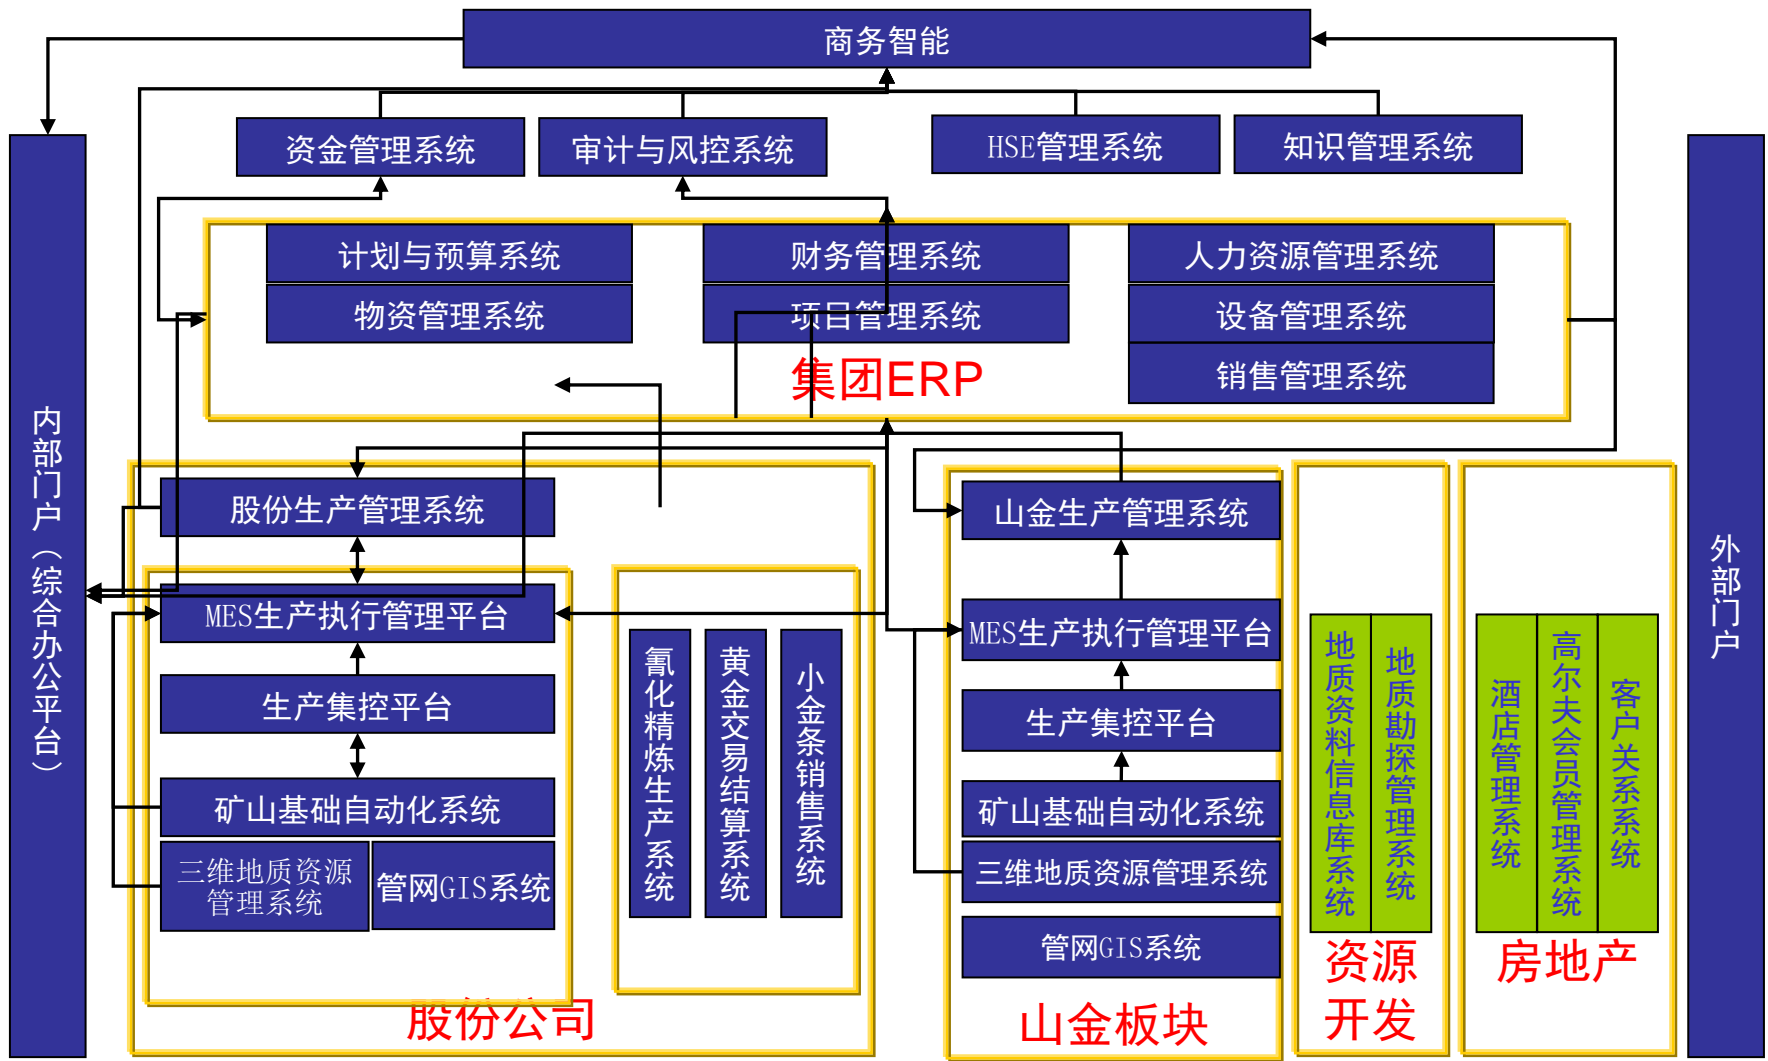 商务智能
资金管理系统
审计与风控系统
HSE管理系统
知识管理系统
计划与预算系统
财务管理系统
人力资源管理系统
物资管理系统
项目管理系统
设备管理系统
销售管理系统
集团ERP
内部门户（综合办公平台）
外部门户
股份生产管理系统
MES生产执行管理平台
生产集控平台
矿山基础自动化系统
三维地质资源
管理系统
管网GIS系统
氰化精炼生产系统
黄金交易结算系统
小金条销售系统
股份公司
山金生产管理系统
MES生产执行管理平台
生产集控平台
矿山基础自动化系统
三维地质资源管理系统
管网GIS系统
山金板块
地质资料信息库系统
地质勘探管理系统
资源
开发
酒店管理系统
高尔夫会员管理系统
客户关系系统
房地产